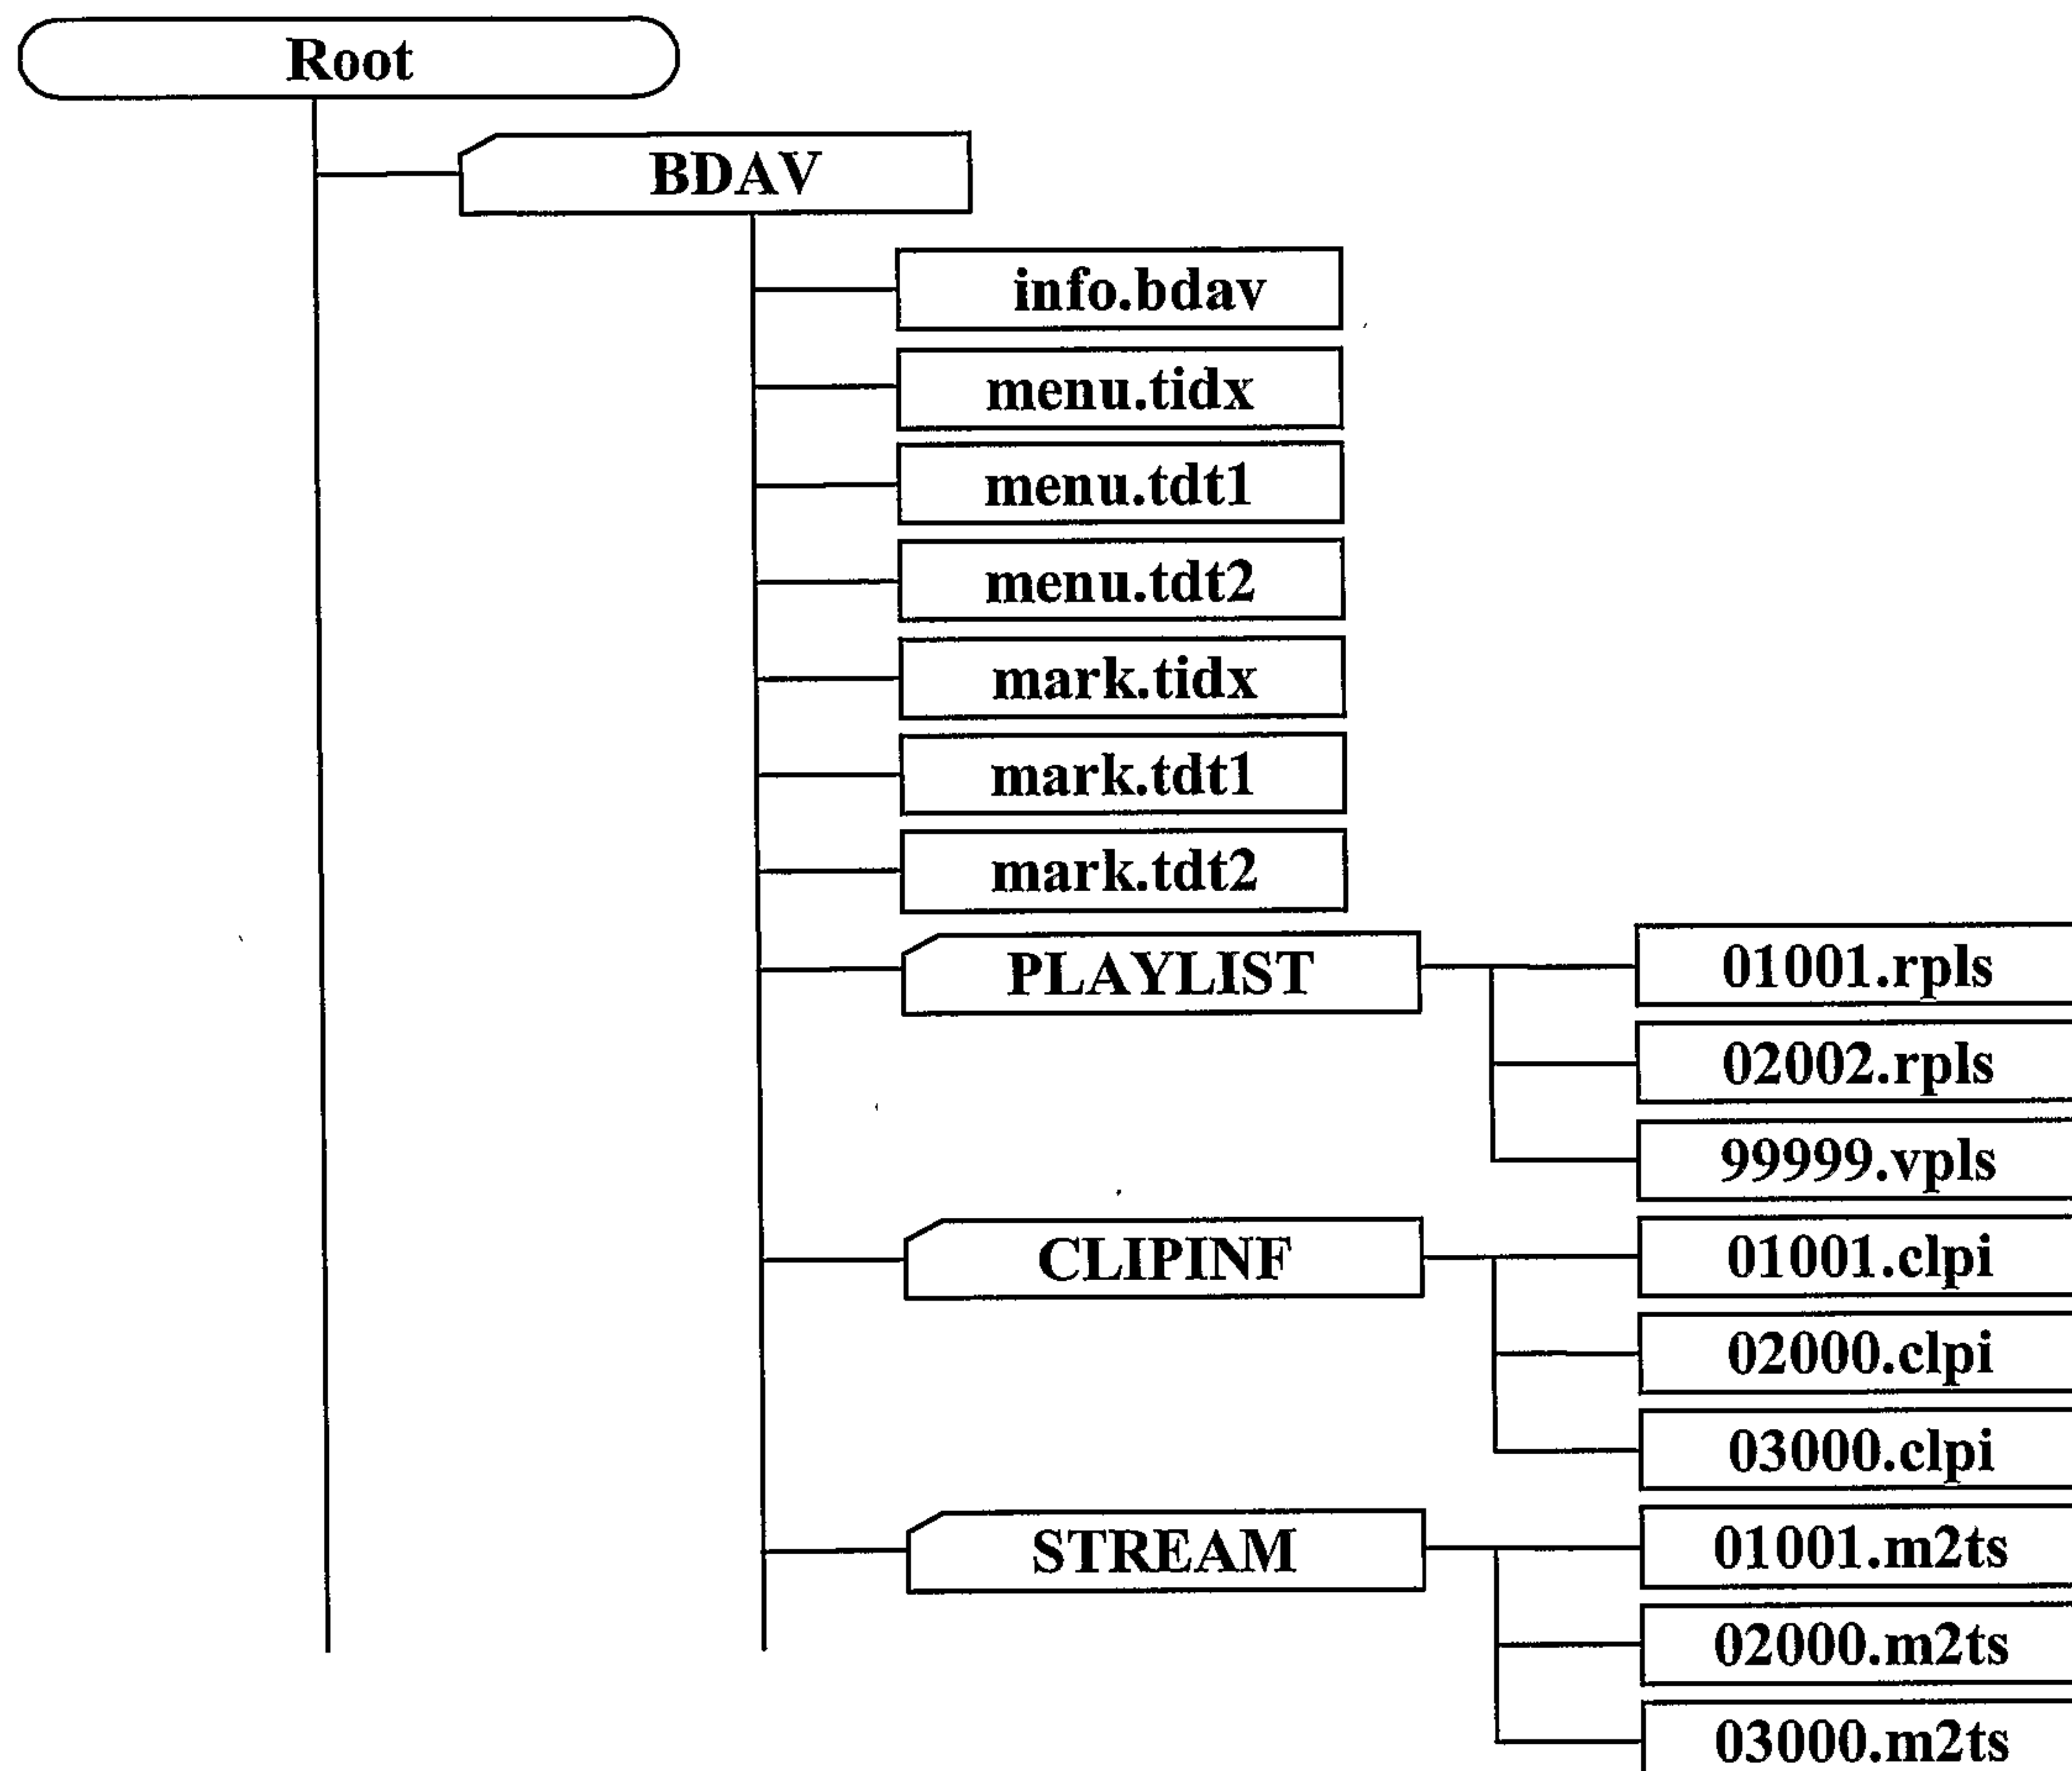 Root
BDAV
info.bdav
menu.tidx
menu.tdt1
menu.tdt2
mark.tidx
mark.tdt1
mark.tdt2
PLAYLIST
01001.rpls
02002.rpls
99999.vpls
CLIPINF
01001.clpi
02000.clpi
03000.clpi
STREAM
01001.m2ts
02000.m2ts
03000.m2ts